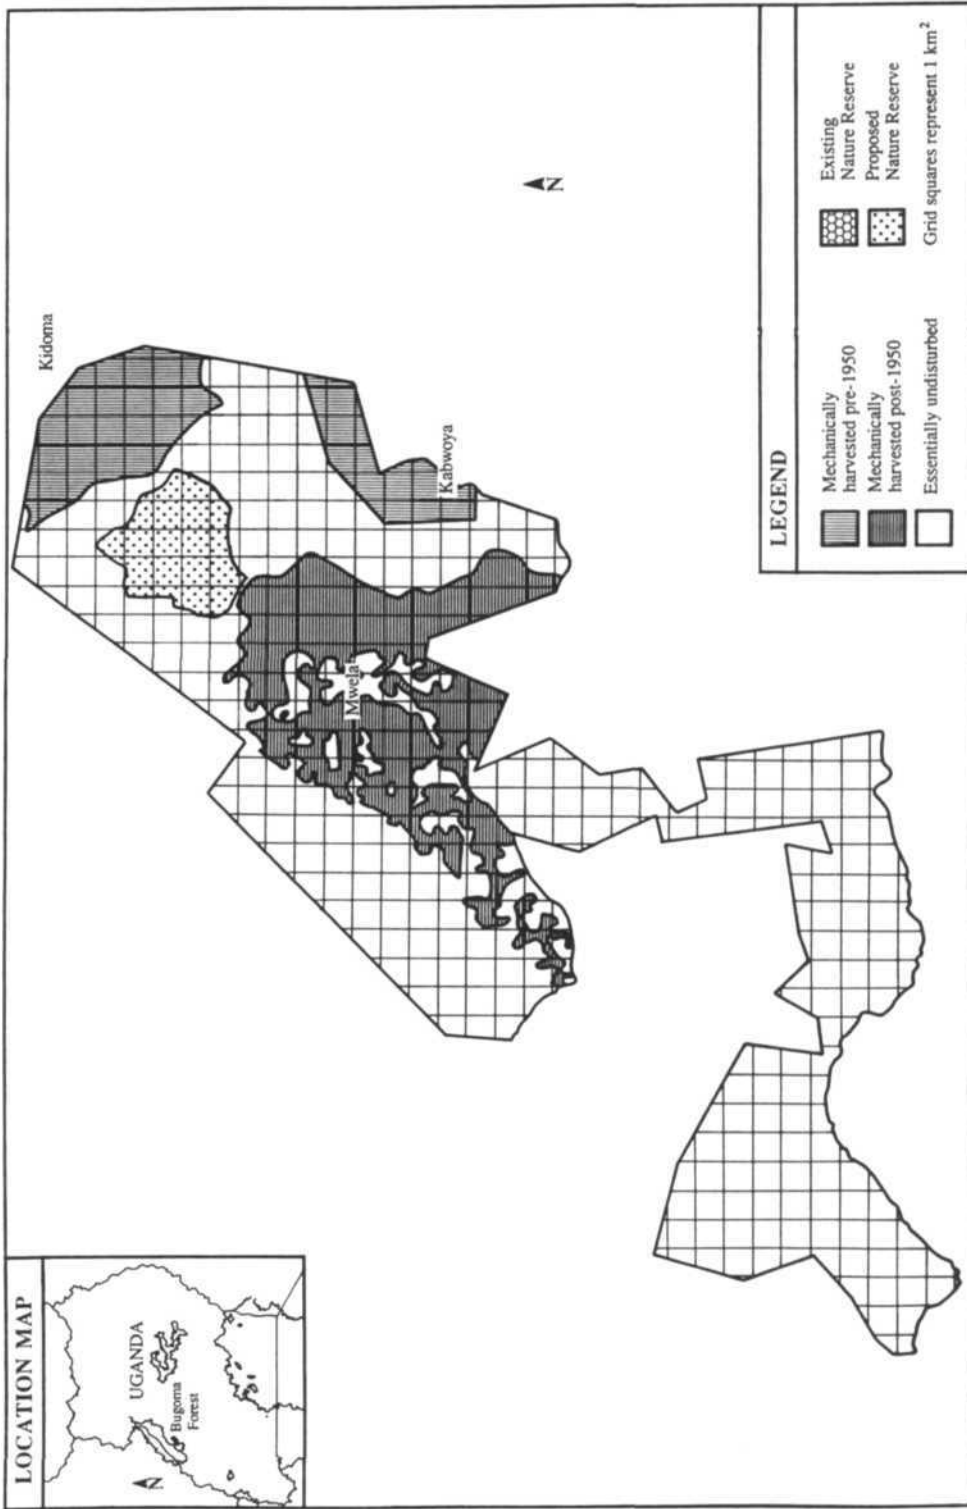 LOCATION MAP
UGANDA
Bugoma
Forest
N
Kidoma
N
Kabwoya
Mwela
LEGEND
Mechanically
harvested pre-1950
Mechanically
harvested post-1950
Essentially undisturbed
Existing
Nature Reserve
Proposed
Nature Reserve
Grid squares represent 1 km²